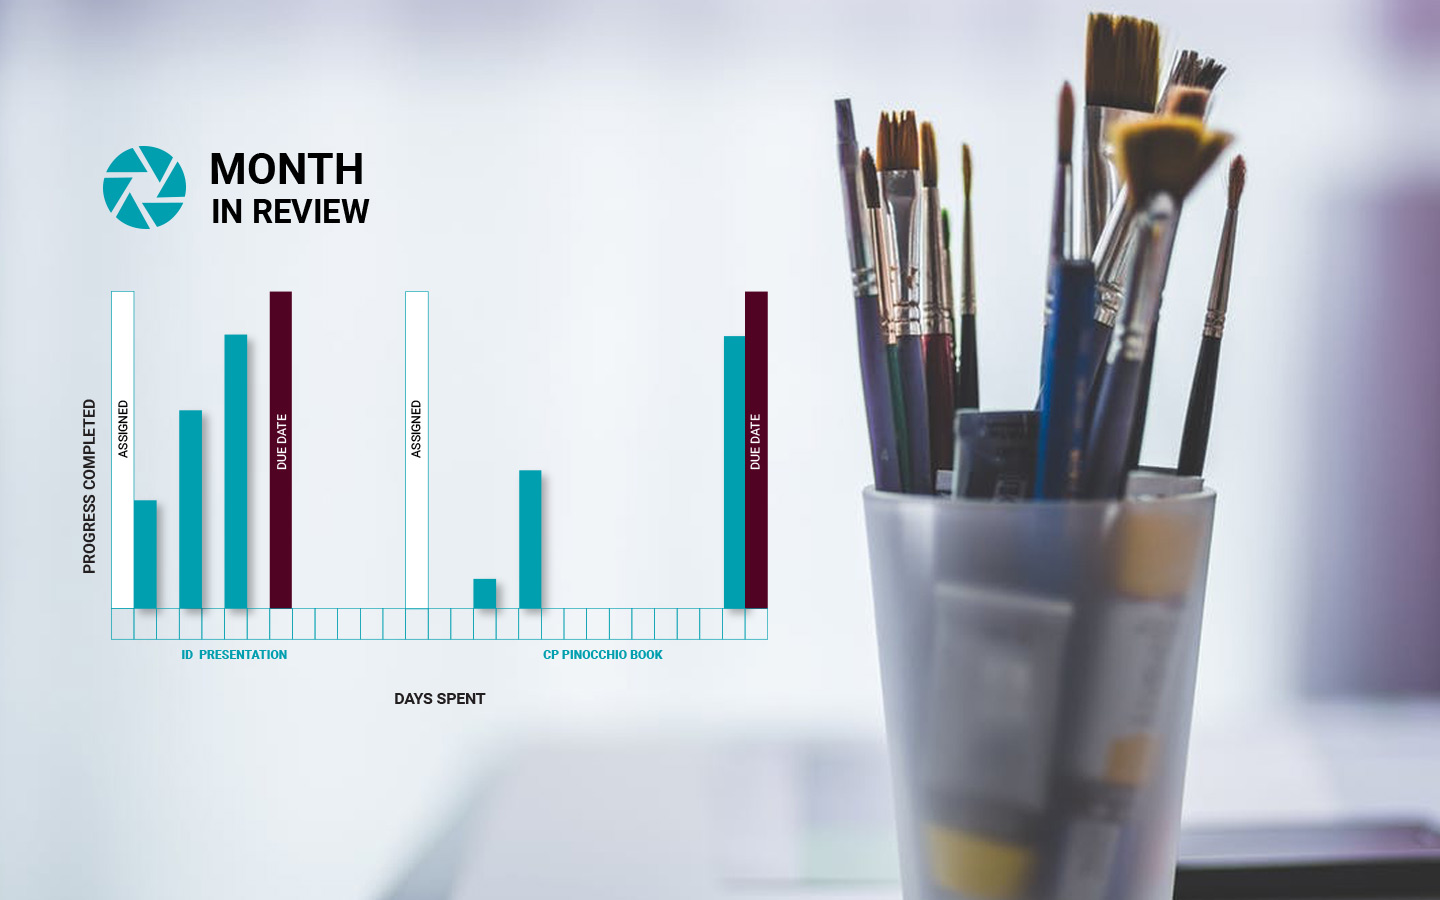 MONTH
IN REVIEW
PROGRESS COMPLETED
ASSIGNED
DUE DATE
ASSIGNED
DUE DATE
ID PRESENTATION
CP PINOCCHIO BOOK
DAYS SPENT